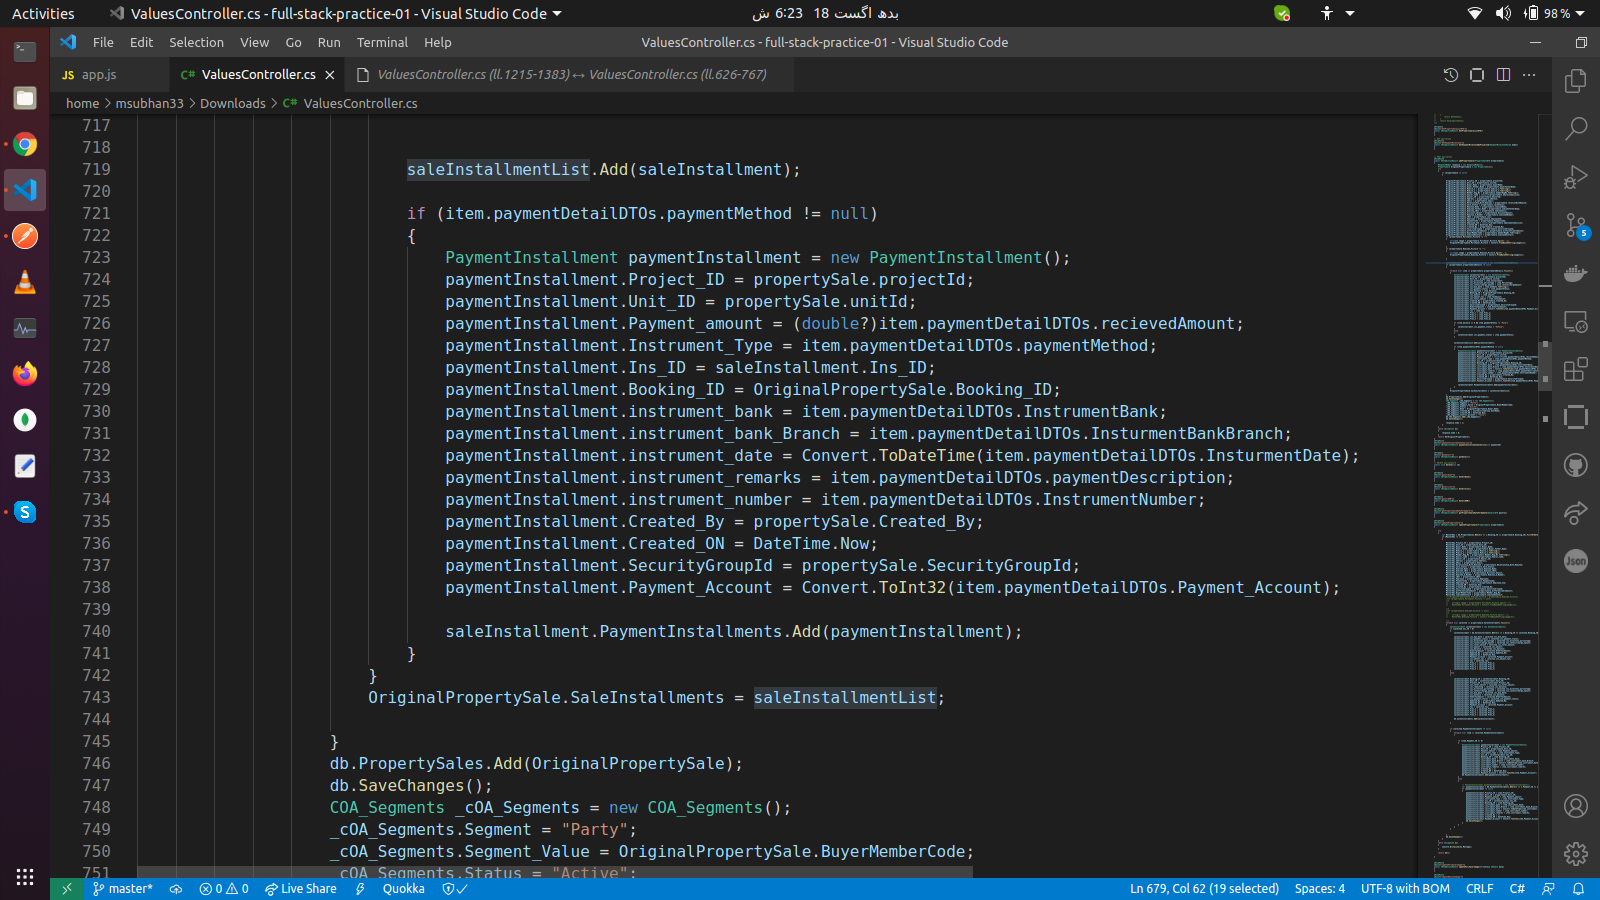 Activities
ValuesController.cs - full-stack-practice-01 - Visual Studio Code
بدھ اگست 18 6:23 ش
98 %
File Edit Selection View Go Run Terminal Help
ValuesController.cs - full-stack-practice-01 - Visual Studio Code
JS app.js
C# ValuesController.cs
ValuesController.cs (ll.1215-1383) ↔ ValuesController.cs (ll.626-767)
home > msubhan33 > Downloads > C# ValuesController.cs
717
718
719 saleInstallmentList.Add(saleInstallment);
720
721 if (item.paymentDetailDTOs.paymentMethod != null)
722 {
723 PaymentInstallment paymentInstallment = new PaymentInstallment();
724 paymentInstallment.Project_ID = propertySale.projectId;
725 paymentInstallment.Unit_ID = propertySale.unitId;
726 paymentInstallment.Payment_amount = (double?)item.paymentDetailDTOs.recievedAmount;
727 paymentInstallment.Instrument_Type = item.paymentDetailDTOs.paymentMethod;
728 paymentInstallment.Ins_ID = saleInstallment.Ins_ID;
729 paymentInstallment.Booking_ID = OriginalPropertySale.Booking_ID;
730 paymentInstallment.instrument_bank = item.paymentDetailDTOs.InstrumentBank;
731 paymentInstallment.instrument_bank_Branch = item.paymentDetailDTOs.InsturmentBankBranch;
732 paymentInstallment.instrument_date = Convert.ToDateTime(item.paymentDetailDTOs.InsturmentDate);
733 paymentInstallment.instrument_remarks = item.paymentDetailDTOs.paymentDescription;
734 paymentInstallment.instrument_number = item.paymentDetailDTOs.InstrumentNumber;
735 paymentInstallment.Created_By = propertySale.Created_By;
736 paymentInstallment.Created_ON = DateTime.Now;
737 paymentInstallment.SecurityGroupId = propertySale.SecurityGroupId;
738 paymentInstallment.Payment_Account = Convert.ToInt32(item.paymentDetailDTOs.Payment_Account);
739
740 saleInstallment.PaymentInstallments.Add(paymentInstallment);
741 }
742 }
743 OriginalPropertySale.SaleInstallments = saleInstallmentList;
744
745 }
746 db.PropertySales.Add(OriginalPropertySale);
747 db.SaveChanges();
748 COA_Segments _cOA_Segments = new COA_Segments();
749 _cOA_Segments.Segment = "Party";
750 _cOA_Segments.Segment_Value = OriginalPropertySale.BuyerMemberCode;
751 _cOA_Segments.Status = "Active";
5
Json
master* 0 0 Live Share Quokka
Ln 679, Col 62 (19 selected) Spaces: 4 UTF-8 with BOM CRLF C#